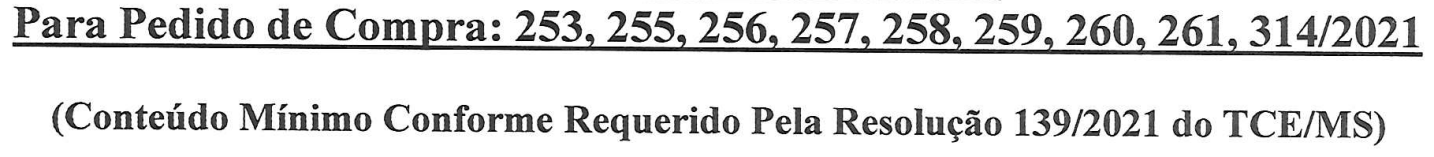 Para Pedido de Compra: 253, 255, 256, 257, 258, 259, 260, 261, 314/2021
(Conteúdo Mínimo Conforme Requerido Pela Resolução 139/2021 do TCE/MS)